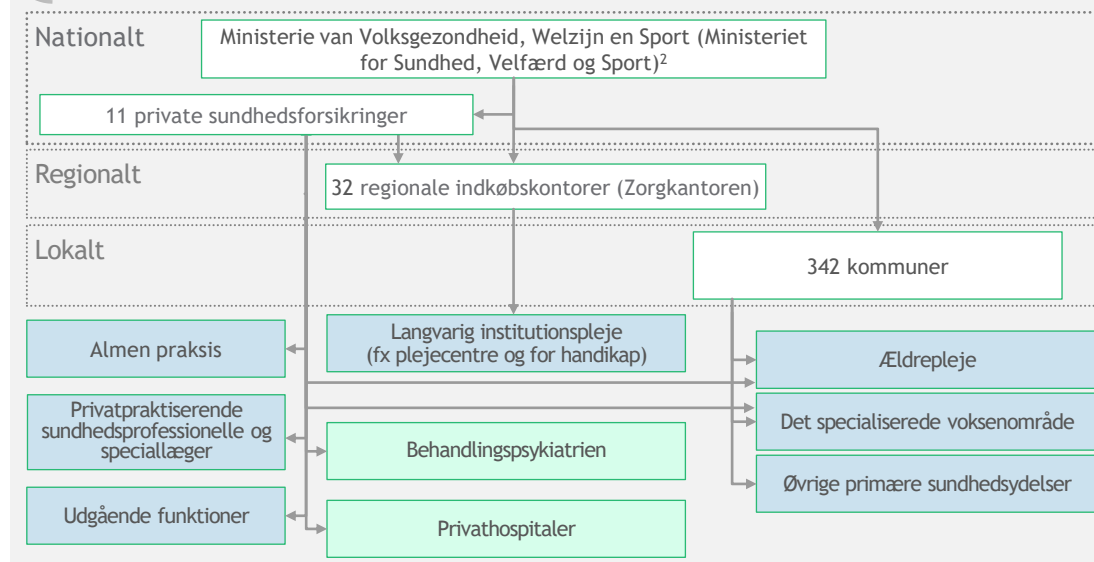 Nationalt
Ministerie van Volksgezondheid, Welzijn en Sport (Ministeriet
for Sundhed, Velfærd og Sport)²
11 private sundhedsforsikringer
Regionalt
32 regionale indkøbskontorer (Zorgkantoren)
Lokalt
342 kommuner
Almen praksis
Langvarig institutionspleje
(fx plejecentre og for handikap)
Ældrepleje
Privatpraktiserende
sundhedsprofessionelle og
speciallæger
Behandlingspsykiatrien
Det specialiserede voksenområde
Øvrige primære sundhedsydelser
Udgående funktioner
Privathospitaler